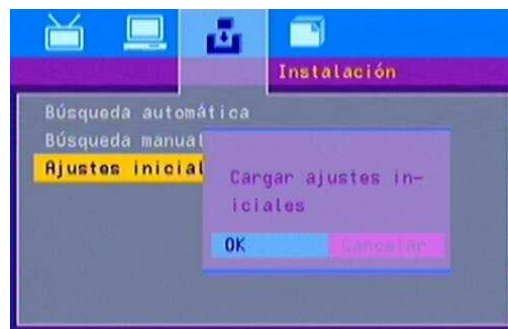 Instalación
Búsqueda automática
Búsqueda manual
Ajustes inicial
Cargar ajustes in-
iciales
OK
Cancelar